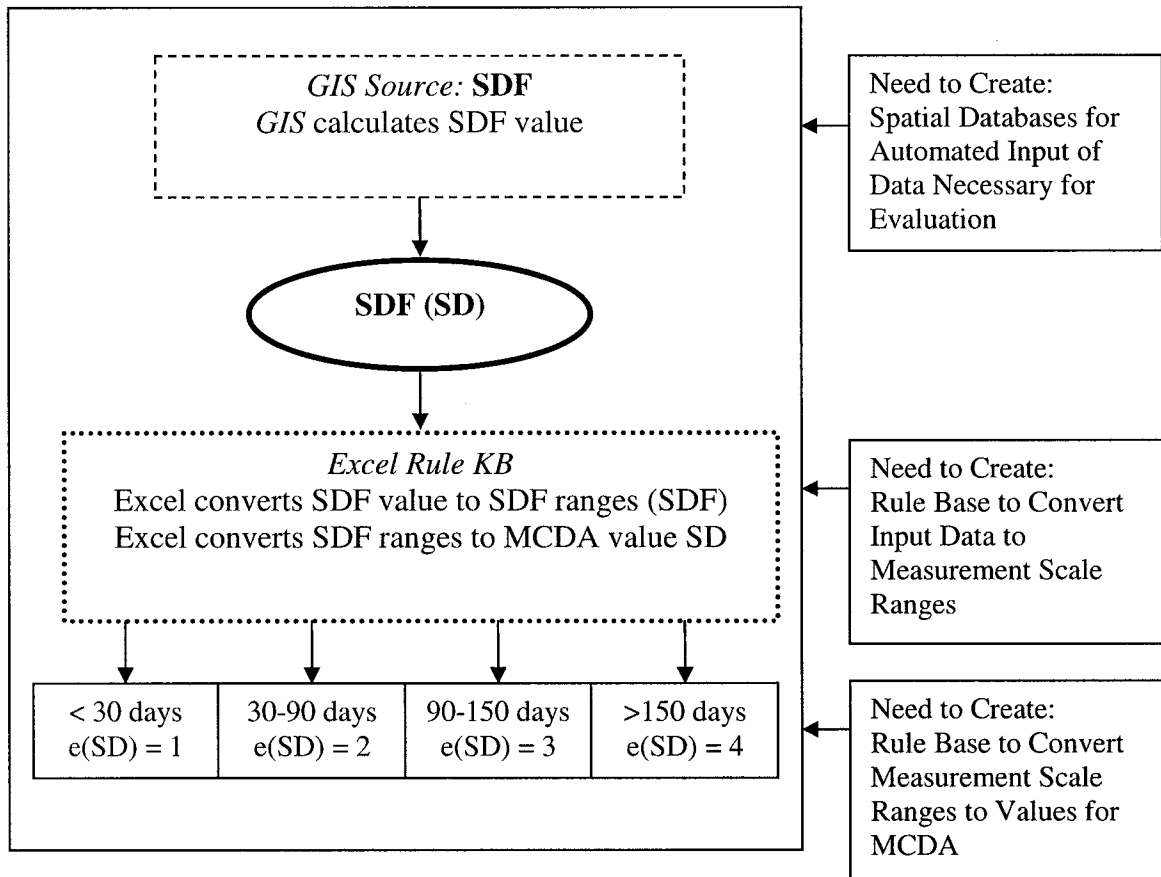 GIS Source: SDF
GIS calculates SDF value
Need to Create:
Spatial Databases for
Automated Input of
Data Necessary for
Evaluation
SDF (SD)
Excel Rule KB
Excel converts SDF value to SDF ranges (SDF)
Excel converts SDF ranges to MCDA value SD
Need to Create:
Rule Base to Convert
Input Data to
Measurement Scale
Ranges
< 30 days
e(SD) = 1
30-90 days
e(SD) = 2
90-150 days
e(SD) = 3
>150 days
e(SD) = 4
Need to Create:
Rule Base to Convert
Measurement Scale
Ranges to Values for
MCDA